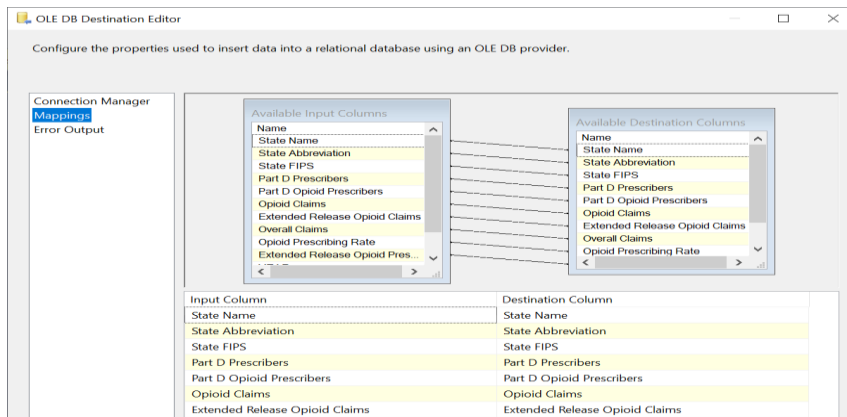 OLE DB Destination Editor
Configure the properties used to insert data into a relational database using an OLE DB provider.
Connection Manager
Mappings
Error Output
Available Input Columns
Name
State Name
State Abbreviation
State FIPS
Part D Prescribers
Part D Opioid Prescribers
Opioid Claims
Extended Release Opioid Claims
Overall Claims
Opioid Prescribing Rate
Extended Release Opioid Pres...
Available Destination Columns
Name
State Name
State Abbreviation
State FIPS
Part D Prescribers
Part D Opioid Prescribers
Opioid Claims
Extended Release Opioid Claims
Overall Claims
Opioid Prescribing Rate
Input Column Destination Column
State Name State Name
State Abbreviation State Abbreviation
State FIPS State FIPS
Part D Prescribers Part D Prescribers
Part D Opioid Prescribers Part D Opioid Prescribers
Opioid Claims Opioid Claims
Extended Release Opioid Claims Extended Release Opioid Claims